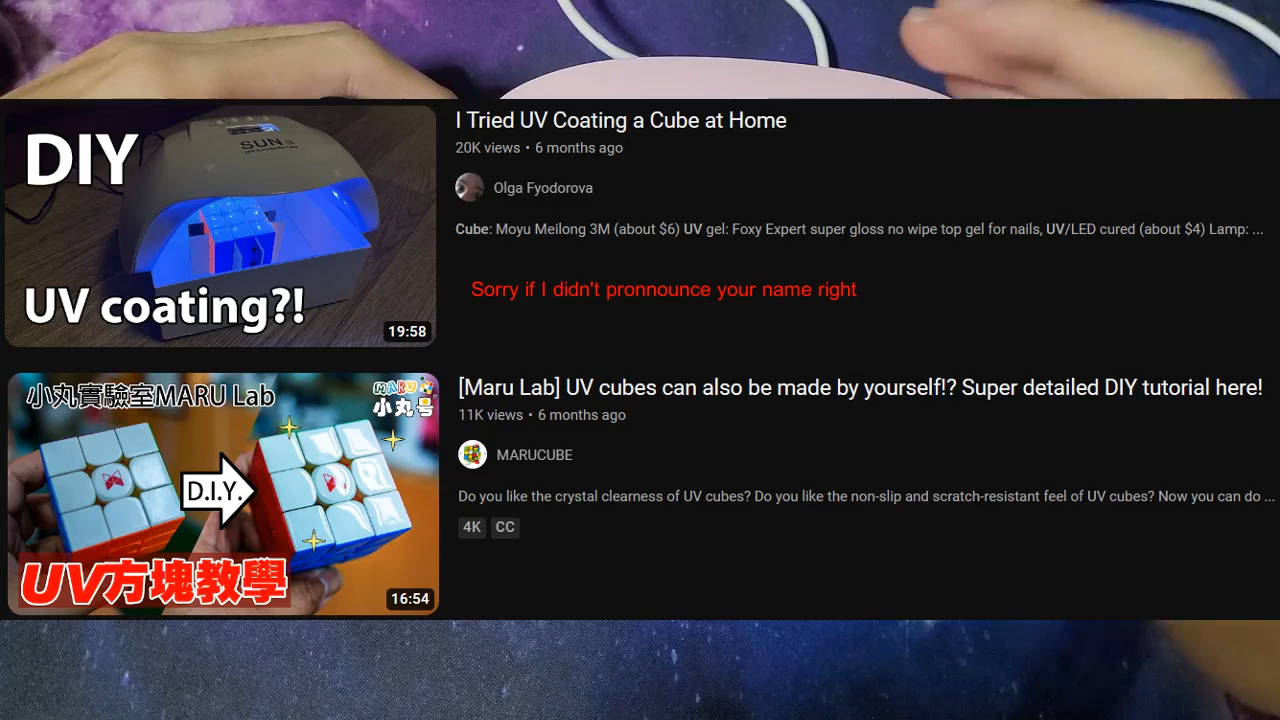 DIY
SUN
UV coating?!
19:58
I Tried UV Coating a Cube at Home
20K views • 6 months ago
Olga Fyodorova
Cube: Moyu Meilong 3M (about $6) UV gel: Foxy Expert super gloss no wipe top gel for nails, UV/LED cured (about $4) Lamp: ...
Sorry if I didn't pronnounce your name right
小丸實驗室MARU Lab
MARU
小丸号
D.I.Y.
UV方塊教學
16:54
[Maru Lab] UV cubes can also be made by yourself!? Super detailed DIY tutorial here!
11K views • 6 months ago
MARUCUBE
Do you like the crystal clearness of UV cubes? Do you like the non-slip and scratch-resistant feel of UV cubes? Now you can do ...
4K CC